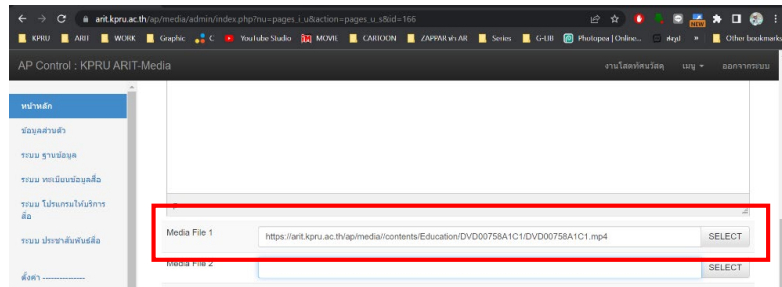 arit.kpru.ac.th/ap/media/admin/index.php?nu=pages_i_u&raction=pages_u_s&id=166
KPRU ARIT WORK Graphic C YouTube Studio MOVIE CARTOON ZAPPAR ทำ AR Series G-LIB Photopea | Online... สรุป » Other bookmarks
AP Control : KPRU ARIT-Media งานโสตทัศนวัสดุ เมนู ออกจากระบบ
หน้าหลัก
ข้อมูลส่วนตัว
ระบบ ฐานข้อมูล
ระบบ ทะเบียนข้อมูลสื่อ
ระบบ โปรแกรมให้บริการ
สื่อ
ระบบ ประชาสัมพันธ์สื่อ
ตั้งค่า ---------------
Media File 1 https://arit.kpru.ac.th/ap/media//contents/Education/DVD00758A1C1/DVD00758A1C1.mp4 SELECT
Media File 2 SELECT